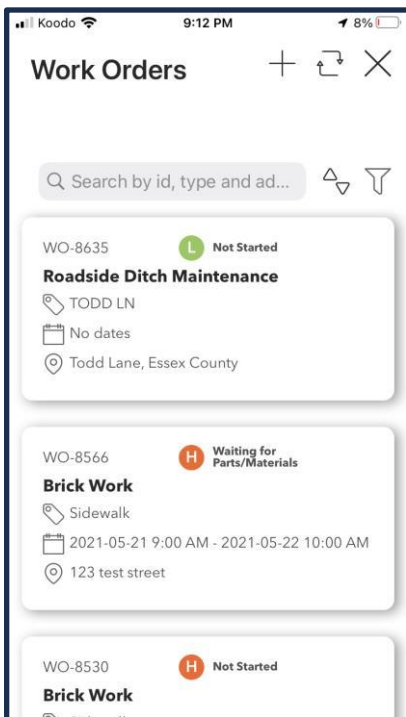 Koodo 9:12 PM 8%
Work Orders
Search by id, type and ad...
WO-8635 L Not Started
Roadside Ditch Maintenance
TODD LN
No dates
Todd Lane, Essex County
WO-8566 H Waiting for
Parts/Materials
Brick Work
Sidewalk
2021-05-21 9:00 AM - 2021-05-22 10:00 AM
123 test street
WO-8530 H Not Started
Brick Work